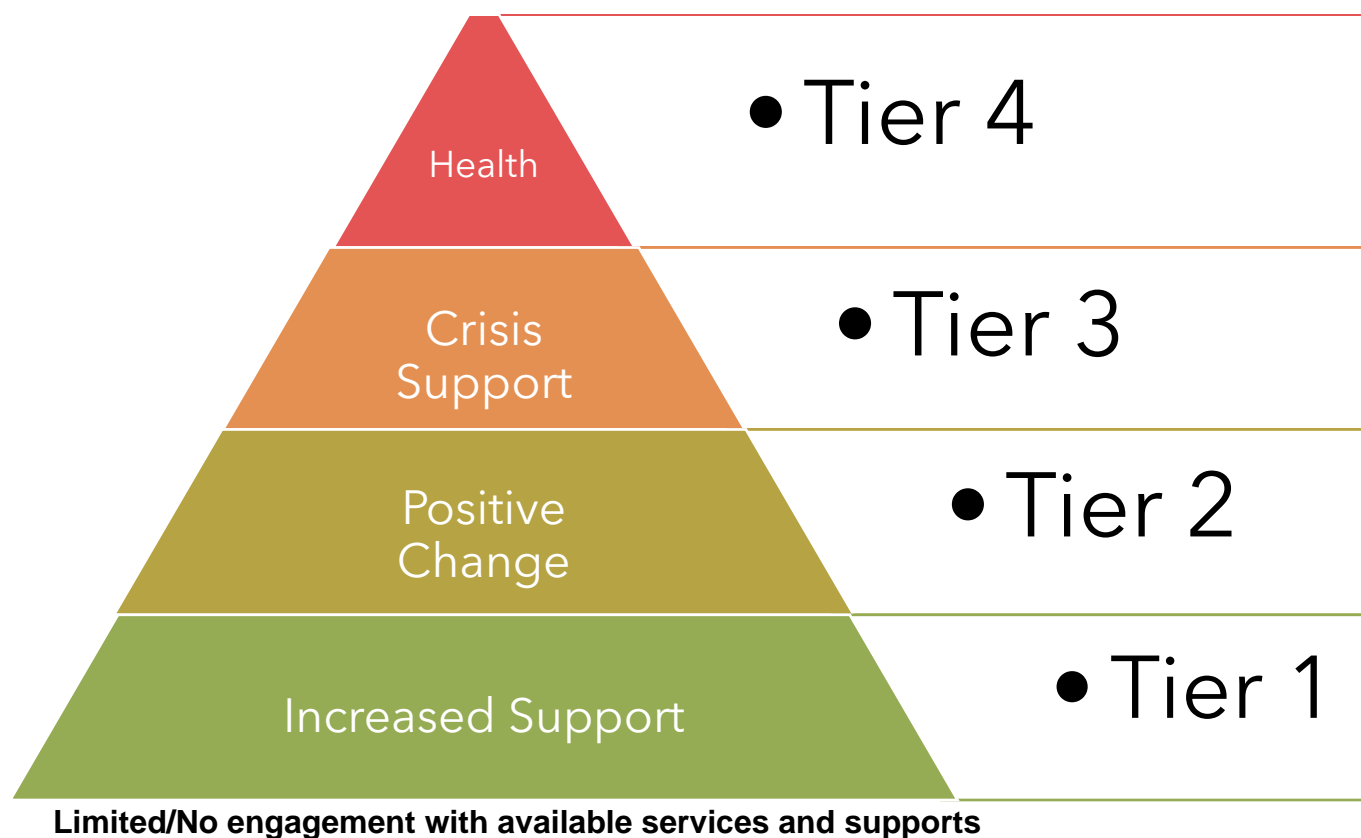 Health
• Tier 4
Crisis
Support
• Tier 3
Positive
Change
• Tier 2
Increased Support
• Tier 1
Limited/No engagement with available services and supports